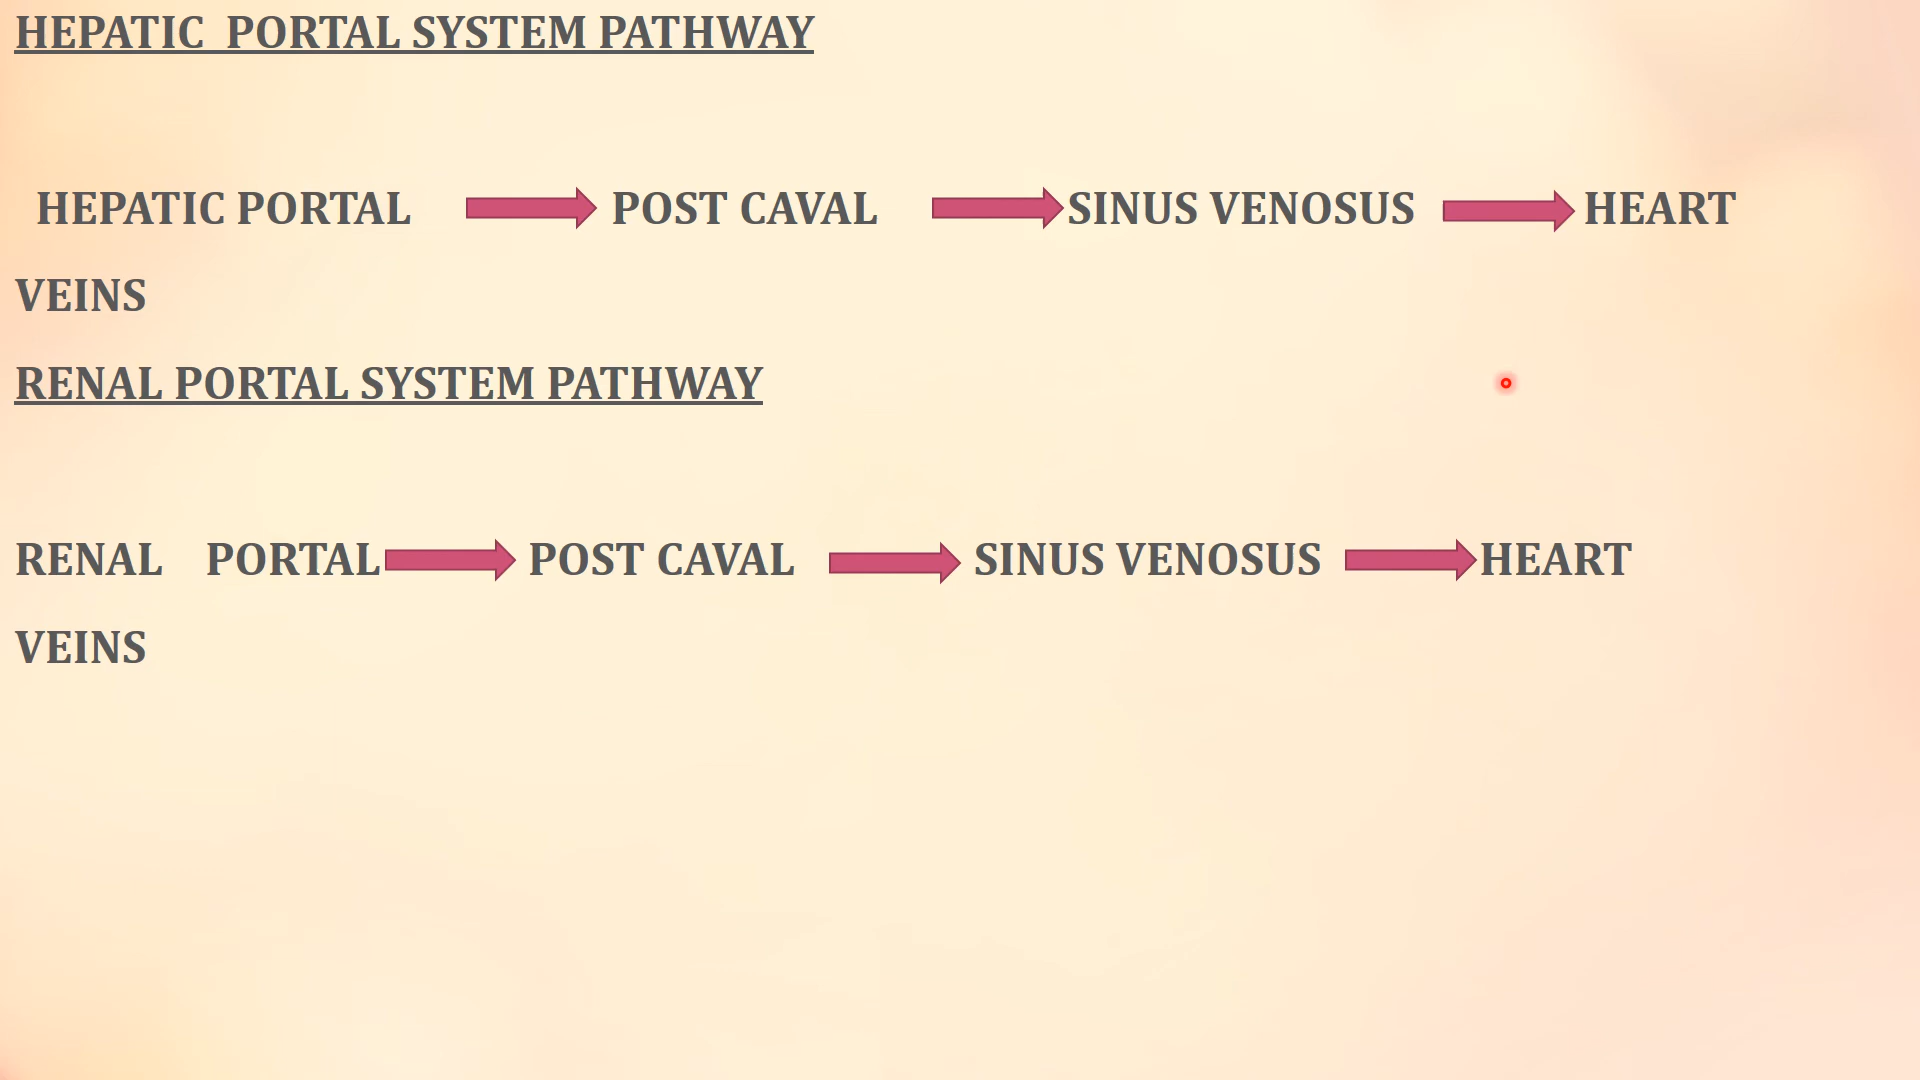 HEPATIC PORTAL SYSTEM PATHWAY
HEPATIC PORTAL POST CAVAL SINUS VENOSUS HEART
VEINS
RENAL PORTAL SYSTEM PATHWAY
RENAL PORTAL POST CAVAL SINUS VENOSUS HEART
VEINS